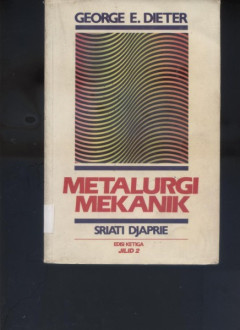 GEORGE E. DIETER
METALURGI
MEKANIK
SRIATI DJAPRIE
EDISI KETIGA
JILID 2